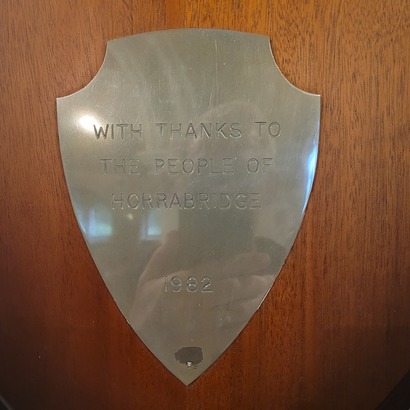 WITH THANKS TO
THE PEOPLE OF
HORRABRIDGE
1982